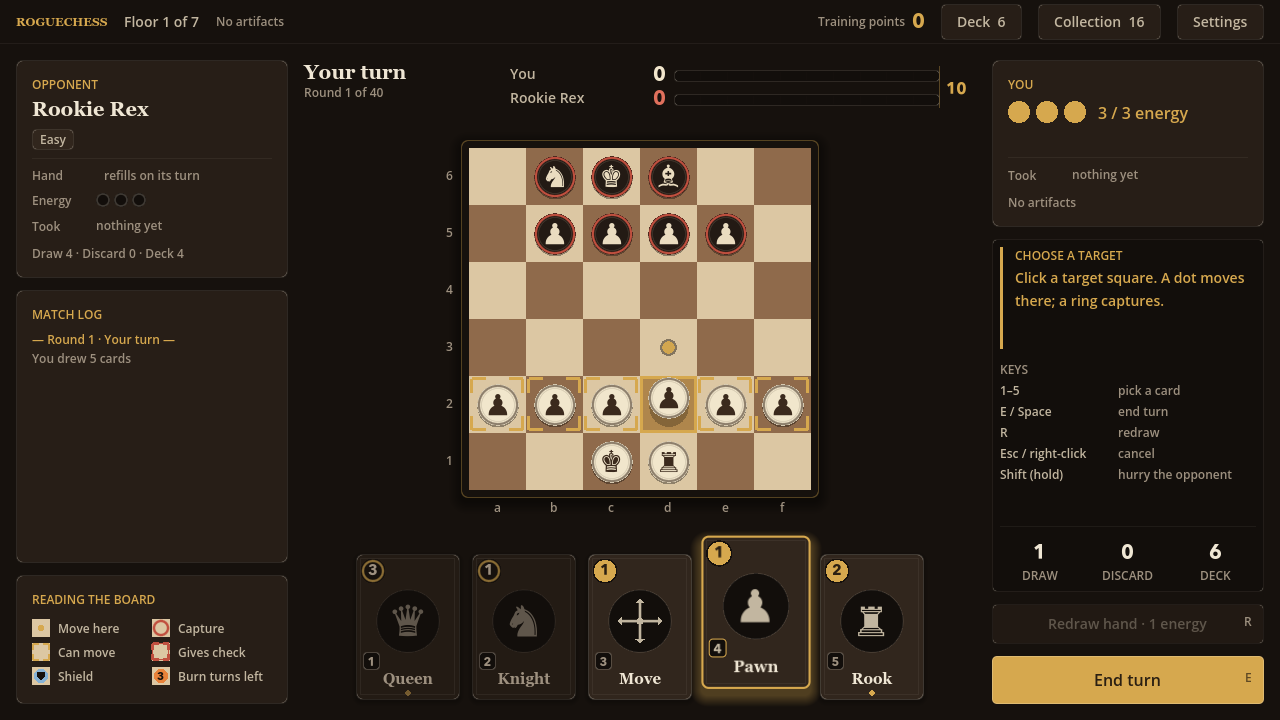 ROGUECHESS
Floor 1 of 7
No artifacts
Training points 0
Deck 6
Collection 16
Settings
OPPONENT
Rookie Rex
Easy
Hand refills on its turn
Energy
Took nothing yet
Draw 4 · Discard 0 · Deck 4
MATCH LOG
— Round 1 · Your turn —
You drew 5 cards
READING THE BOARD
Move here
Capture
Can move
Gives check
Shield
3 Burn turns left
Your turn
Round 1 of 40
You 0
Rookie Rex 0
10
6
5
4
3
2
1
a b c d e f
3
1
Queen
1
2
Knight
1
3
Move
1
4
Pawn
2
5
Rook
YOU
3 / 3 energy
Took nothing yet
No artifacts
CHOOSE A TARGET
Click a target square. A dot moves
there; a ring captures.
KEYS
1–5 pick a card
E / Space end turn
R redraw
Esc / right-click cancel
Shift (hold) hurry the opponent
1 0 6
DRAW DISCARD DECK
Redraw hand · 1 energy R
End turn E